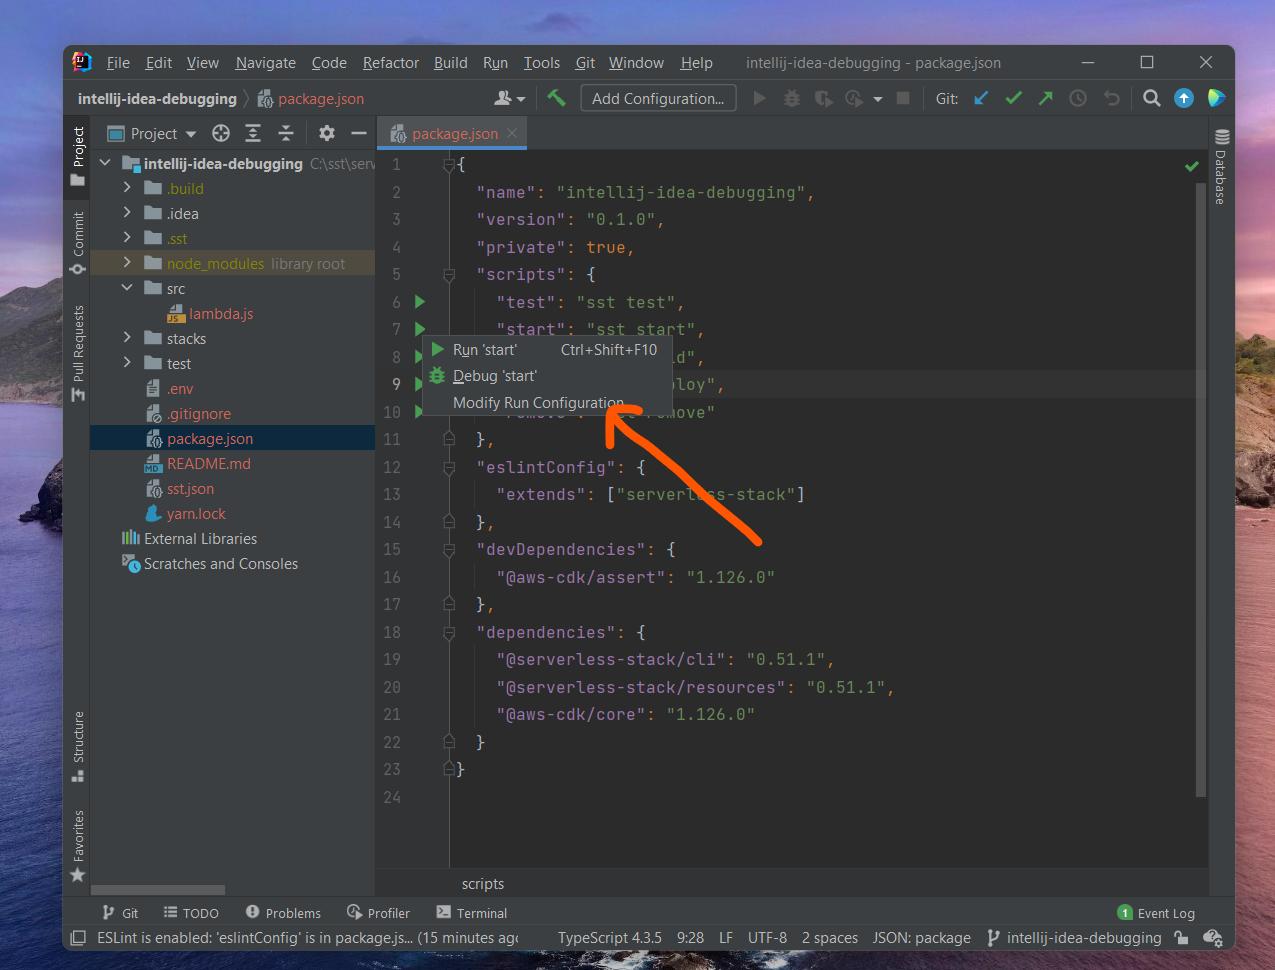 File Edit View Navigate Code Refactor Build Run Tools Git Window Help intellij-idea-debugging - package.json
intellij-idea-debugging package.json Add Configuration... Git:
Project
Project
package.json
Database
intellij-idea-debugging C:\sst\serv
.build
.idea
.sst
node_modules library root
src
lambda.js
stacks
test
.env
.gitignore
package.json
README.md
sst.json
yarn.lock
External Libraries
Scratches and Consoles
Commit
Pull Requests
Structure
Favorites
1 {
2 "name": "intellij-idea-debugging",
3 "version": "0.1.0",
4 "private": true,
5 "scripts": {
6 "test": "sst test",
7 "start": "sst start",
8 d",
9 ploy",
10 remove"
11 },
12 "eslintConfig": {
13 "extends": ["serverless-stack"]
14 },
15 "devDependencies": {
16 "@aws-cdk/assert": "1.126.0"
17 },
18 "dependencies": {
19 "@serverless-stack/cli": "0.51.1",
20 "@serverless-stack/resources": "0.51.1",
21 "@aws-cdk/core": "1.126.0"
22 }
23 }
24
Run 'start' Ctrl+Shift+F10
Debug 'start'
Modify Run Configuration
scripts
Git TODO Problems Profiler Terminal 1 Event Log
ESLint is enabled: 'eslintConfig' is in package.js... (15 minutes ago TypeScript 4.3.5 9:28 LF UTF-8 2 spaces JSON: package intellij-idea-debugging